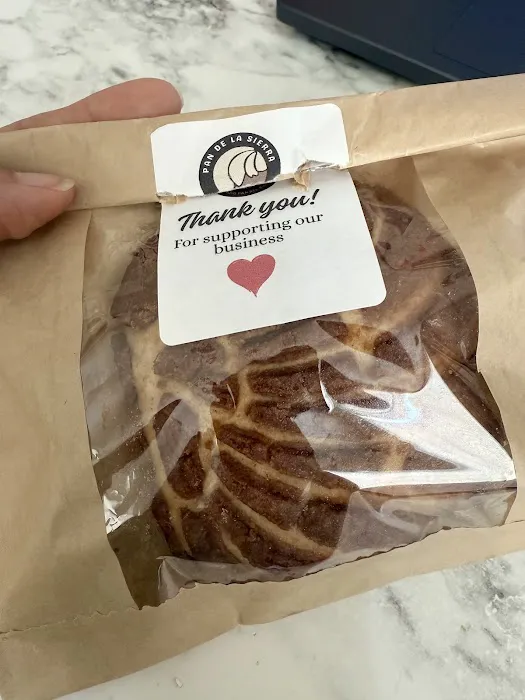 PAN DE LA SIERRA
Thank you!
For supporting our
business